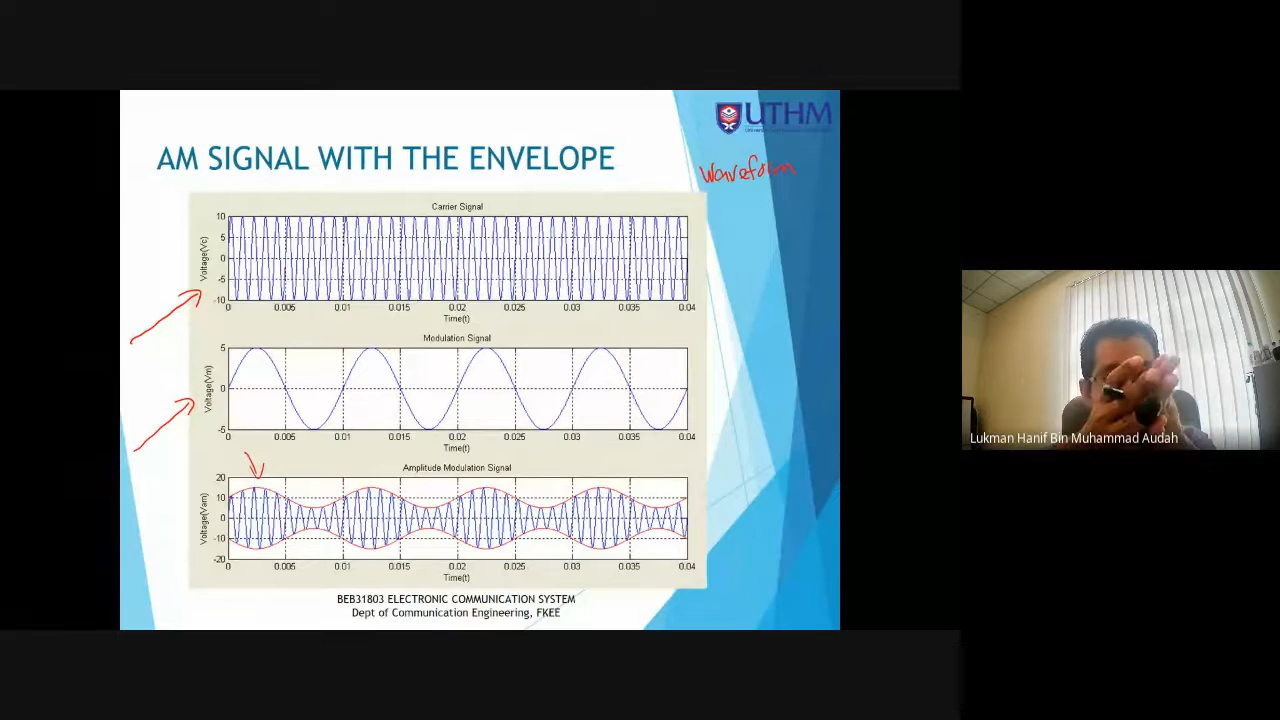 UTHM
AM SIGNAL WITH THE ENVELOPE
Waveform
Carrier Signal
10
5
0
-5
-10
Voltage(Vc)
0 0.005 0.01 0.015 0.02 0.025 0.03 0.035 0.04
Time(t)
Modulation Signal
5
0
-5
Voltage(Vm)
0 0.005 0.01 0.015 0.02 0.025 0.03 0.035 0.04
Time(t)
Amplitude Modulation Signal
20
10
0
-10
-20
Voltage(Vam)
0 0.005 0.01 0.015 0.02 0.025 0.03 0.035 0.04
Time(t)
BEB31803 ELECTRONIC COMMUNICATION SYSTEM
Dept of Communication Engineering, FKEE
Lukman Hanif Bin Muhammad Audah